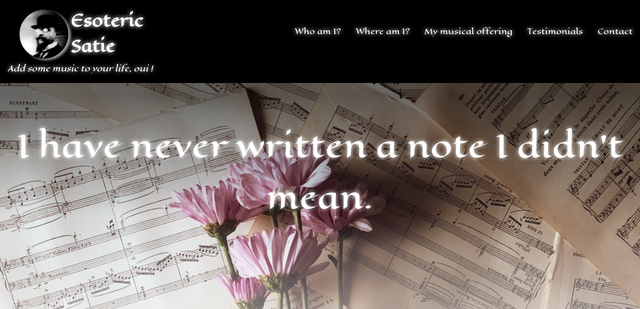 Esoteric
Satie
Add some music to your life, oui !
Who am I?
Where am I?
My musical offering
Testimonials
Contact
I have never written a note I didn't
mean.